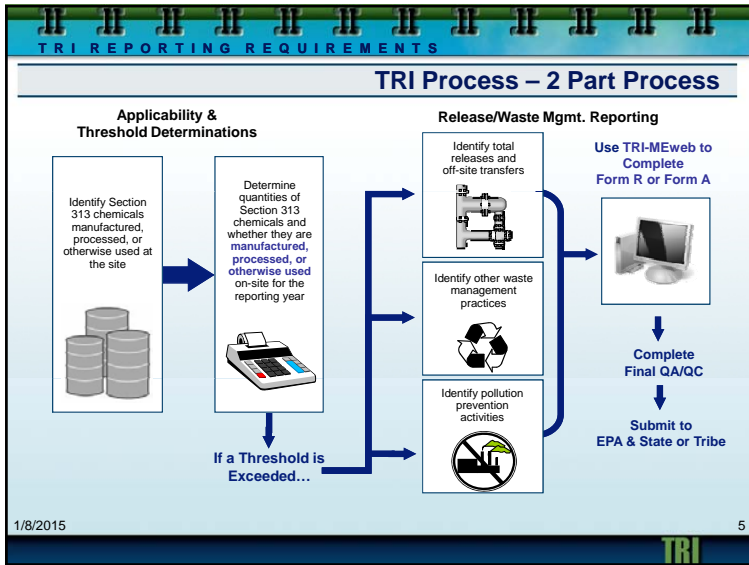 TRI REPORTING REQUIREMENTS
TRI Process – 2 Part Process
Applicability &
Threshold Determinations
Identify Section
313 chemicals
manufactured,
processed, or
otherwise used at
the site
Determine
quantities of
Section 313
chemicals and
whether they are
manufactured,
processed, or
otherwise used
on-site for the
reporting year
If a Threshold is
Exceeded…
Release/Waste Mgmt. Reporting
Identify total
releases and
off-site transfers
Identify other waste
management
practices
Identify pollution
prevention
activities
Use TRI-MEweb to
Complete
Form R or Form A
Complete
Final QA/QC
Submit to
EPA & State or Tribe
1/8/2015
5
TRI